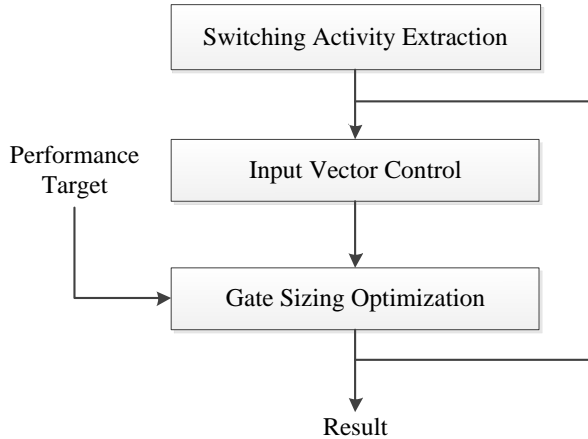 Switching Activity Extraction
Performance
Target
Input Vector Control
Gate Sizing Optimization
Result